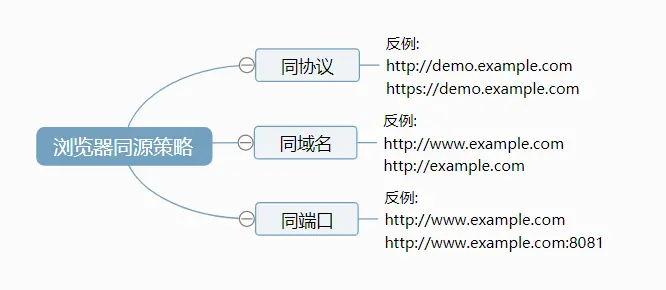 浏览器同源策略
同协议
反例:
http://demo.example.com
https://demo.example.com
同域名
反例:
http://www.example.com
http://example.com
同端口
反例:
http://www.example.com
http://www.example.com:8081